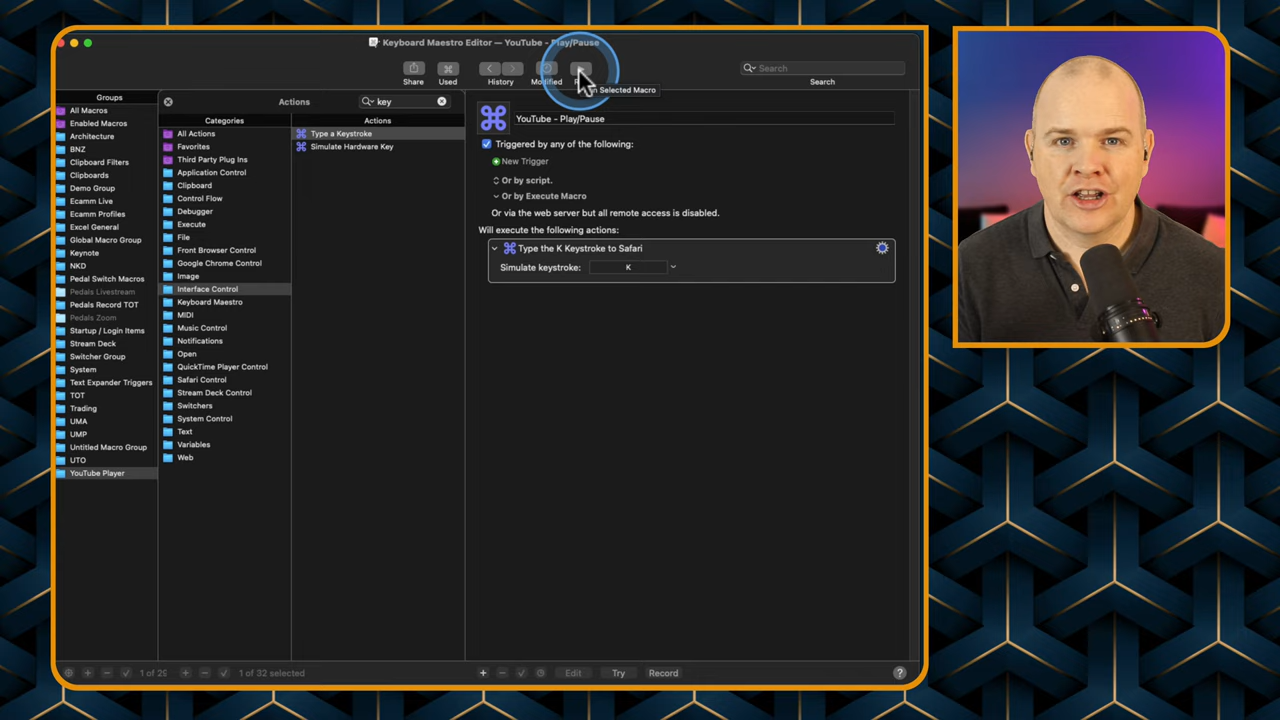 Keyboard Maestro Editor — YouTube - Play/Pause
Share
Used
History
Modified
Search
Search
n Selected Macro
Groups
All Macros
Enabled Macros
Architecture
BNZ
Clipboard Filters
Clipboards
Demo Group
Ecamm Live
Ecamm Profiles
Excel General
Global Macro Group
Keynote
NKD
Pedal Switch Macros
Pedals Livestream
Pedals Record TOT
Pedals Zoom
Startup / Login Items
Stream Deck
Switcher Group
System
Text Expander Triggers
TOT
Trading
UMA
UMP
Untitled Macro Group
UTO
YouTube Player
Actions
key
Categories
All Actions
Favorites
Third Party Plug Ins
Application Control
Clipboard
Control Flow
Debugger
Execute
File
Front Browser Control
Google Chrome Control
Image
Interface Control
Keyboard Maestro
MIDI
Music Control
Notifications
Open
QuickTime Player Control
Safari Control
Stream Deck Control
Switchers
System Control
Text
Variables
Web
Actions
Type a Keystroke
Simulate Hardware Key
YouTube - Play/Pause
Triggered by any of the following:
New Trigger
Or by script.
Or by Execute Macro
Or via the web server but all remote access is disabled.
Will execute the following actions:
Type the K Keystroke to Safari
Simulate keystroke: K
1 of 29
1 of 32 selected
Edit
Try
Record
?